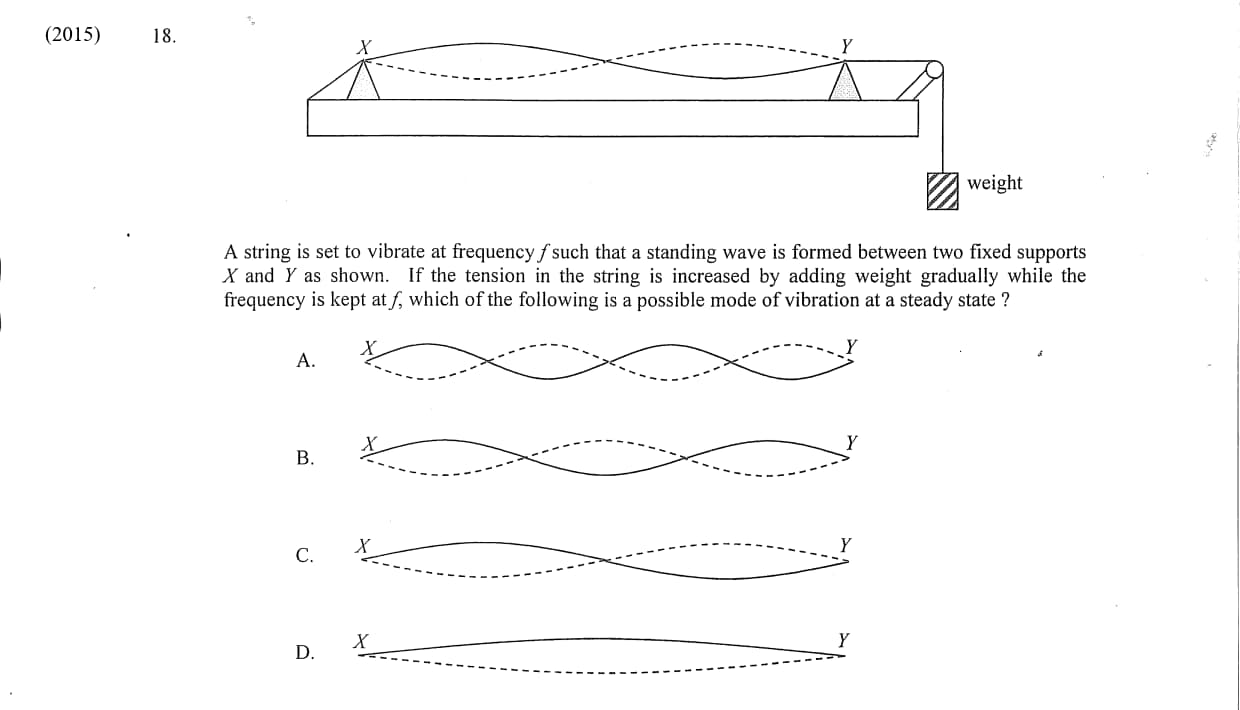 (2015) 18.
X Y
weight
A string is set to vibrate at frequency f such that a standing wave is formed between two fixed supports
X and Y as shown. If the tension in the string is increased by adding weight gradually while the
frequency is kept at f, which of the following is a possible mode of vibration at a steady state ?
A. X Y
B. X Y
C. X Y
D. X Y